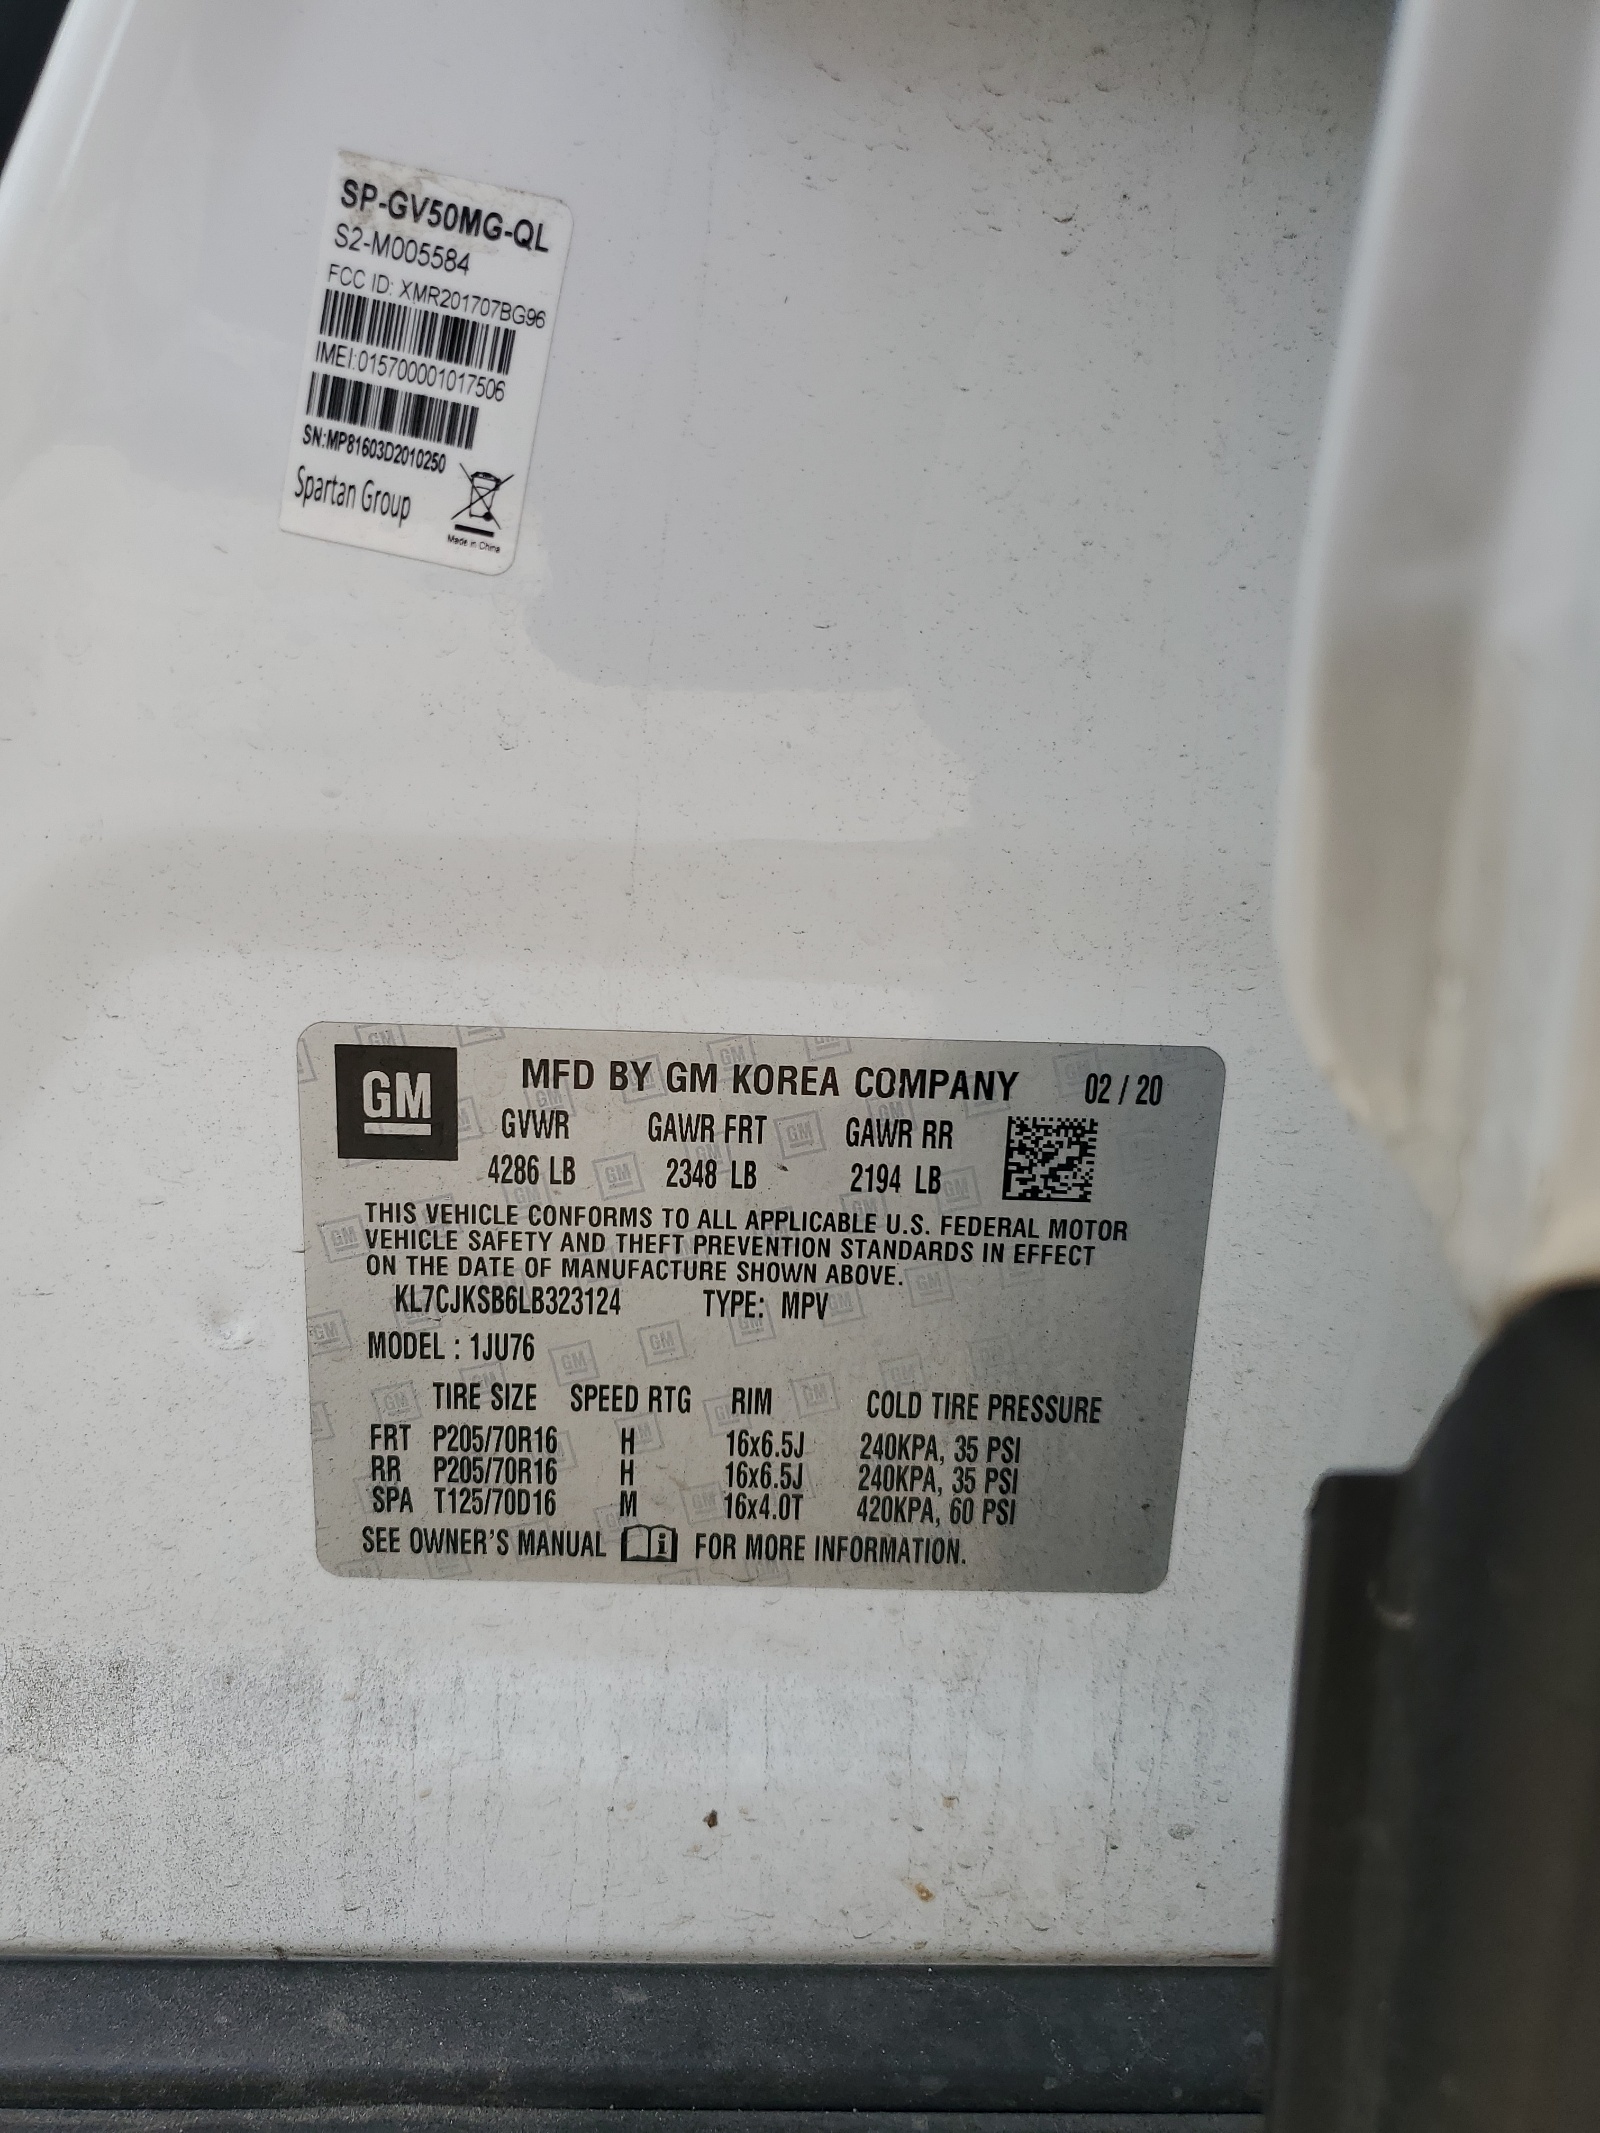 SP-GV50MG-QL
S2-M005584
FCC ID: XMR201707BG96
IMEI:015700001017506
SN:MP81603D2010250
Spartan Group
Made in China
GM
MFD BY GM KOREA COMPANY 02 / 20
GVWR GAWR FRT GAWR RR
4286 LB 2348 LB 2194 LB
THIS VEHICLE CONFORMS TO ALL APPLICABLE U.S. FEDERAL MOTOR
VEHICLE SAFETY AND THEFT PREVENTION STANDARDS IN EFFECT
ON THE DATE OF MANUFACTURE SHOWN ABOVE.
KL7CJKSB6LB323124 TYPE: MPV
MODEL : 1JU76
TIRE SIZE SPEED RTG RIM COLD TIRE PRESSURE
FRT P205/70R16 H 16x6.5J 240KPA, 35 PSI
RR P205/70R16 H 16x6.5J 240KPA, 35 PSI
SPA T125/70D16 M 16x4.0T 420KPA, 60 PSI
SEE OWNER'S MANUAL i FOR MORE INFORMATION.